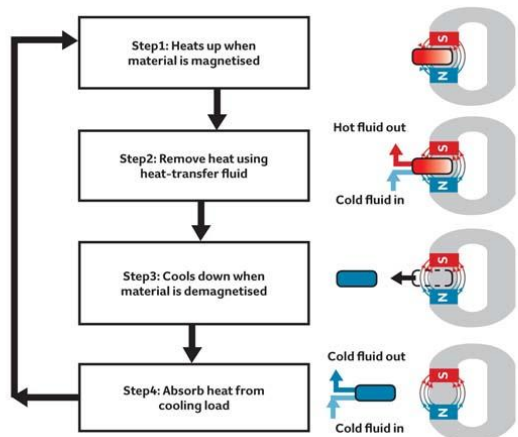 Step1: Heats up when
material is magnetised
S
N
Step2: Remove heat using
heat-transfer fluid
Hot fluid out
Cold fluid in
S
N
Step3: Cools down when
material is demagnetised
S
N
Step4: Absorb heat from
cooling load
Cold fluid out
Cold fluid in
S
N